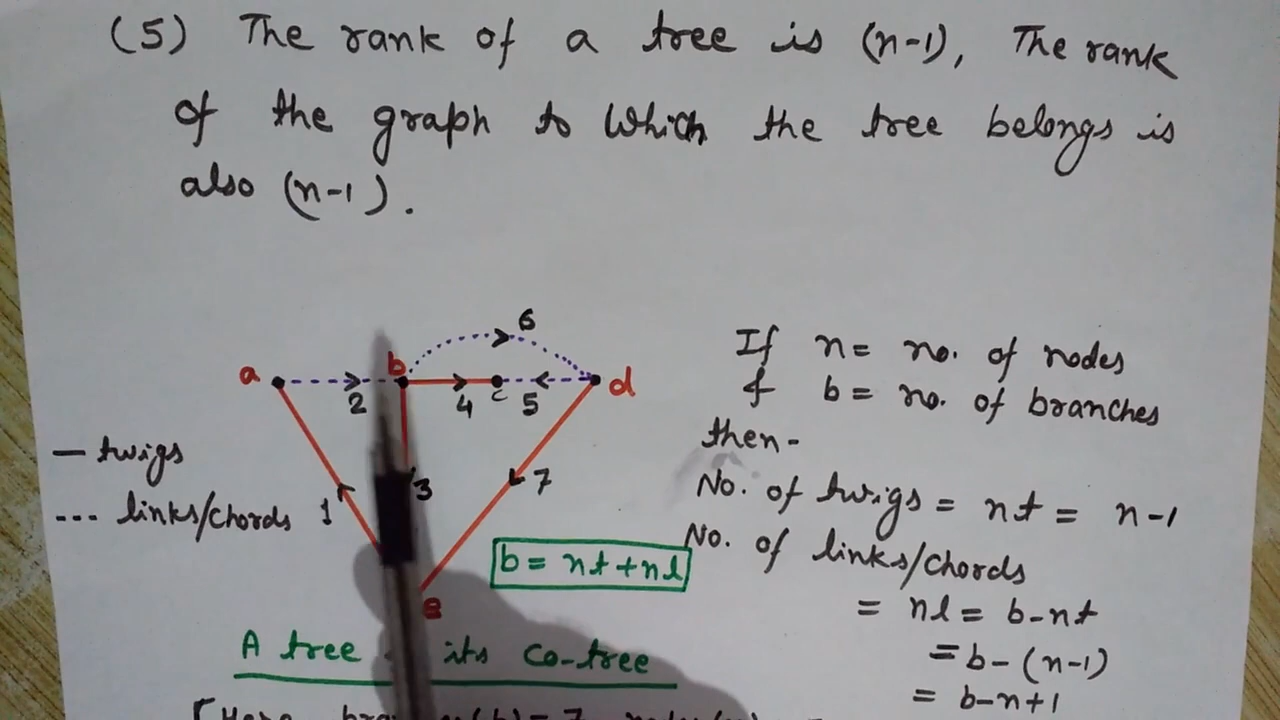 (5) The rank of a tree is (n-1), The rank
of the graph to which the tree belongs is
also (n-1).
6
a
b
c
d
2
4
5
— twigs
--- links/chords
1
3
7
e
b = nt + nl
A tree its Co-tree
If n = no. of nodes
& b = no. of branches
then -
No. of twigs = nt = n-1
No. of links/chords
= nl = b-nt
= b-(n-1)
= b-n+1
[Here = 7